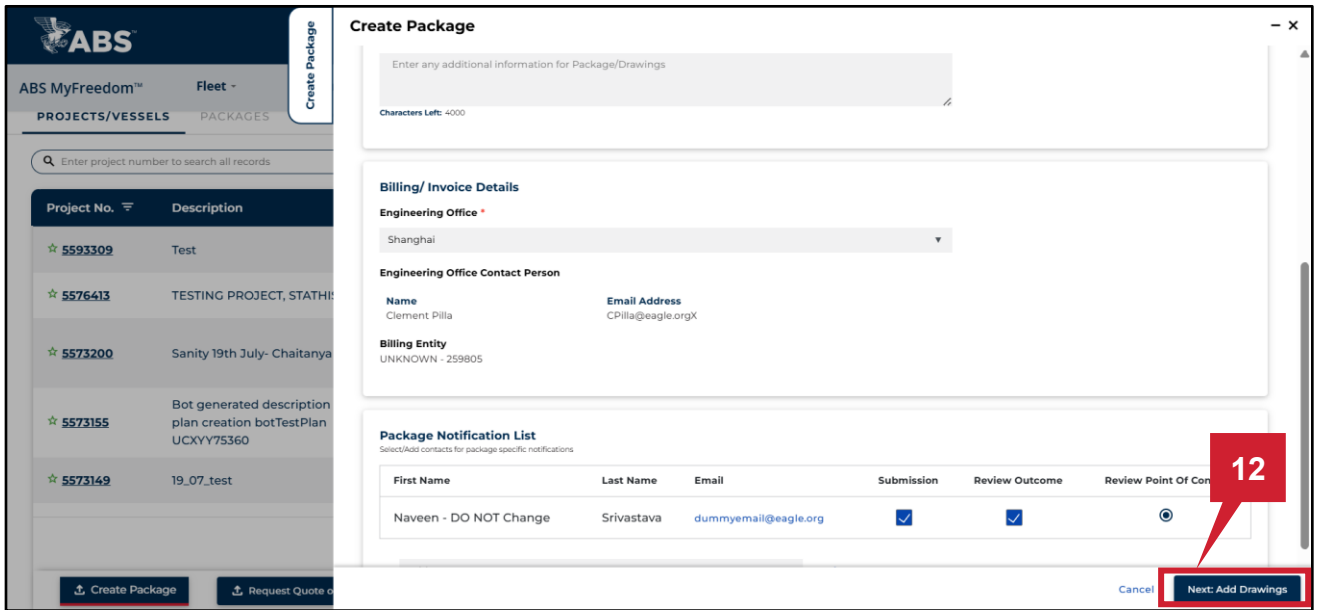 ABS
ABS MyFreedom™
Fleet
PROJECTS/VESSELS
PACKAGES
Enter project number to search all records
Project No.
Description
5593309
Test
5576413
TESTING PROJECT, STATHI
5573200
Sanity 19th July- Chaitanya
5573155
Bot generated description
plan creation botTestPlan
UCXYY75360
5573149
19_07_test
Create Package
Request Quote o
Create Package
Create Package
Enter any additional information for Package/Drawings
Characters Left: 4000
Billing/ Invoice Details
Engineering Office *
Shanghai
Engineering Office Contact Person
Name
Email Address
Clement Pilla
CPilla@eagle.orgX
Billing Entity
UNKNOWN - 259805
Package Notification List
Select/Add contacts for package specific notifications
First Name
Last Name
Email
Submission
Review Outcome
Review Point Of Con
Naveen - DO NOT Change
Srivastava
dummyemail@eagle.org
12
Cancel
Next: Add Drawings